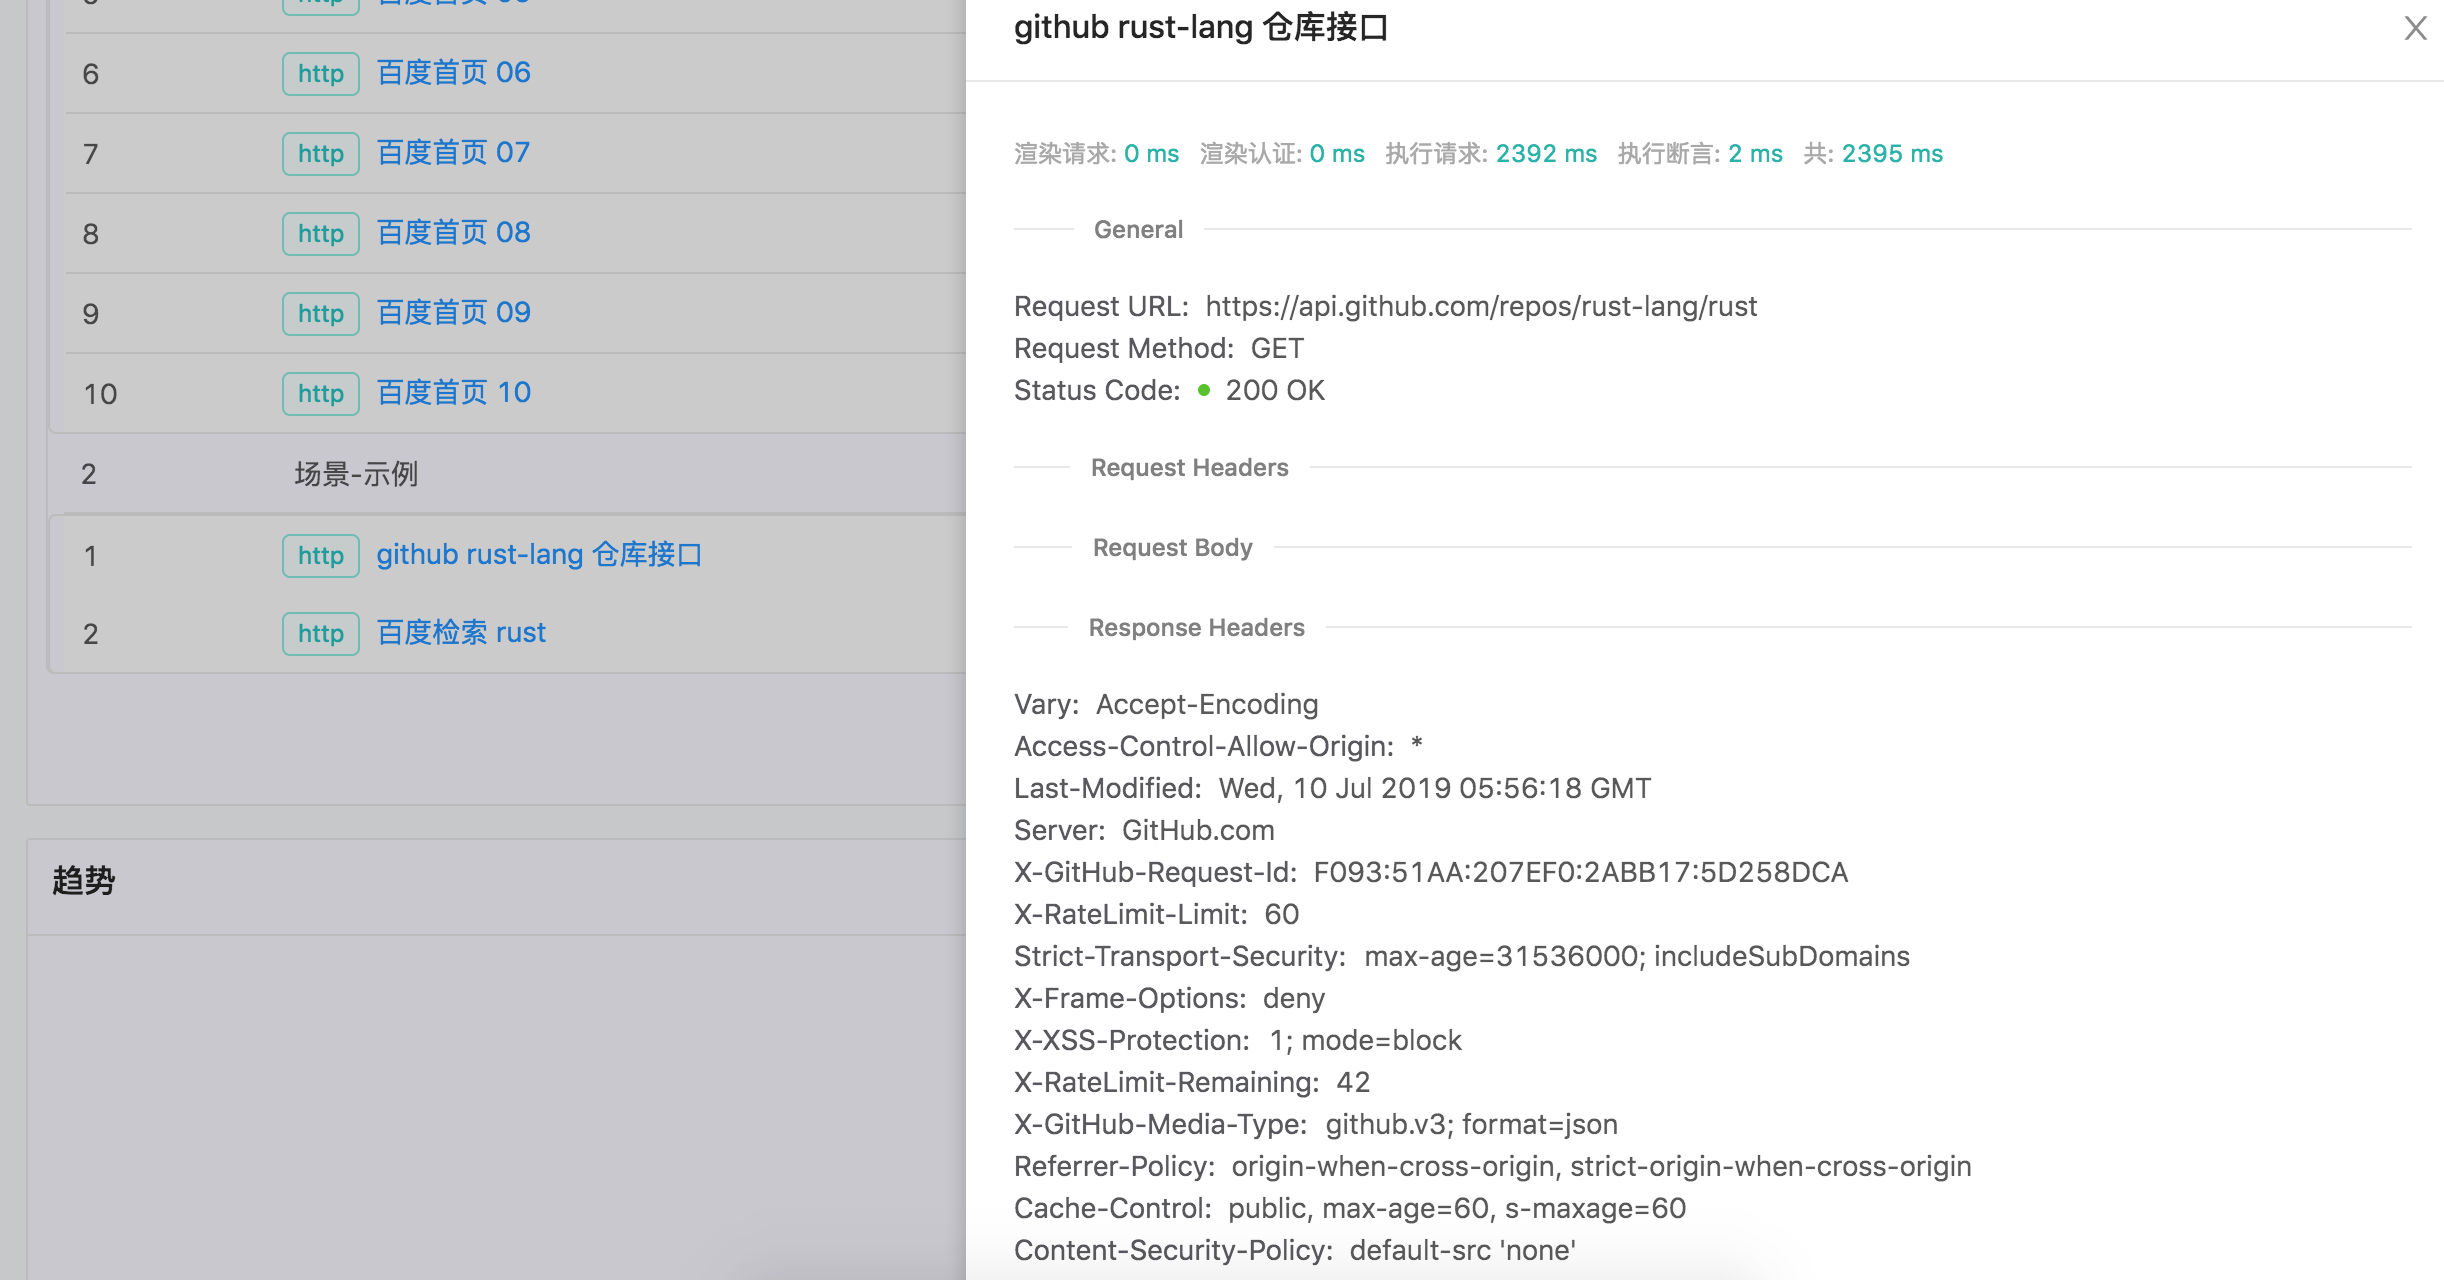 6 http 百度首页 06
7 http 百度首页 07
8 http 百度首页 08
9 http 百度首页 09
10 http 百度首页 10
2 场景-示例
1 http github rust-lang 仓库接口
2 http 百度检索 rust
趋势
github rust-lang 仓库接口
渲染请求: 0 ms 渲染认证: 0 ms 执行请求: 2392 ms 执行断言: 2 ms 共: 2395 ms
General
Request URL: https://api.github.com/repos/rust-lang/rust
Request Method: GET
Status Code: 200 OK
Request Headers
Request Body
Response Headers
Vary: Accept-Encoding
Access-Control-Allow-Origin: *
Last-Modified: Wed, 10 Jul 2019 05:56:18 GMT
Server: GitHub.com
X-GitHub-Request-Id: F093:51AA:207EF0:2ABB17:5D258DCA
X-RateLimit-Limit: 60
Strict-Transport-Security: max-age=31536000; includeSubDomains
X-Frame-Options: deny
X-XSS-Protection: 1; mode=block
X-RateLimit-Remaining: 42
X-GitHub-Media-Type: github.v3; format=json
Referrer-Policy: origin-when-cross-origin, strict-origin-when-cross-origin
Cache-Control: public, max-age=60, s-maxage=60
Content-Security-Policy: default-src 'none'